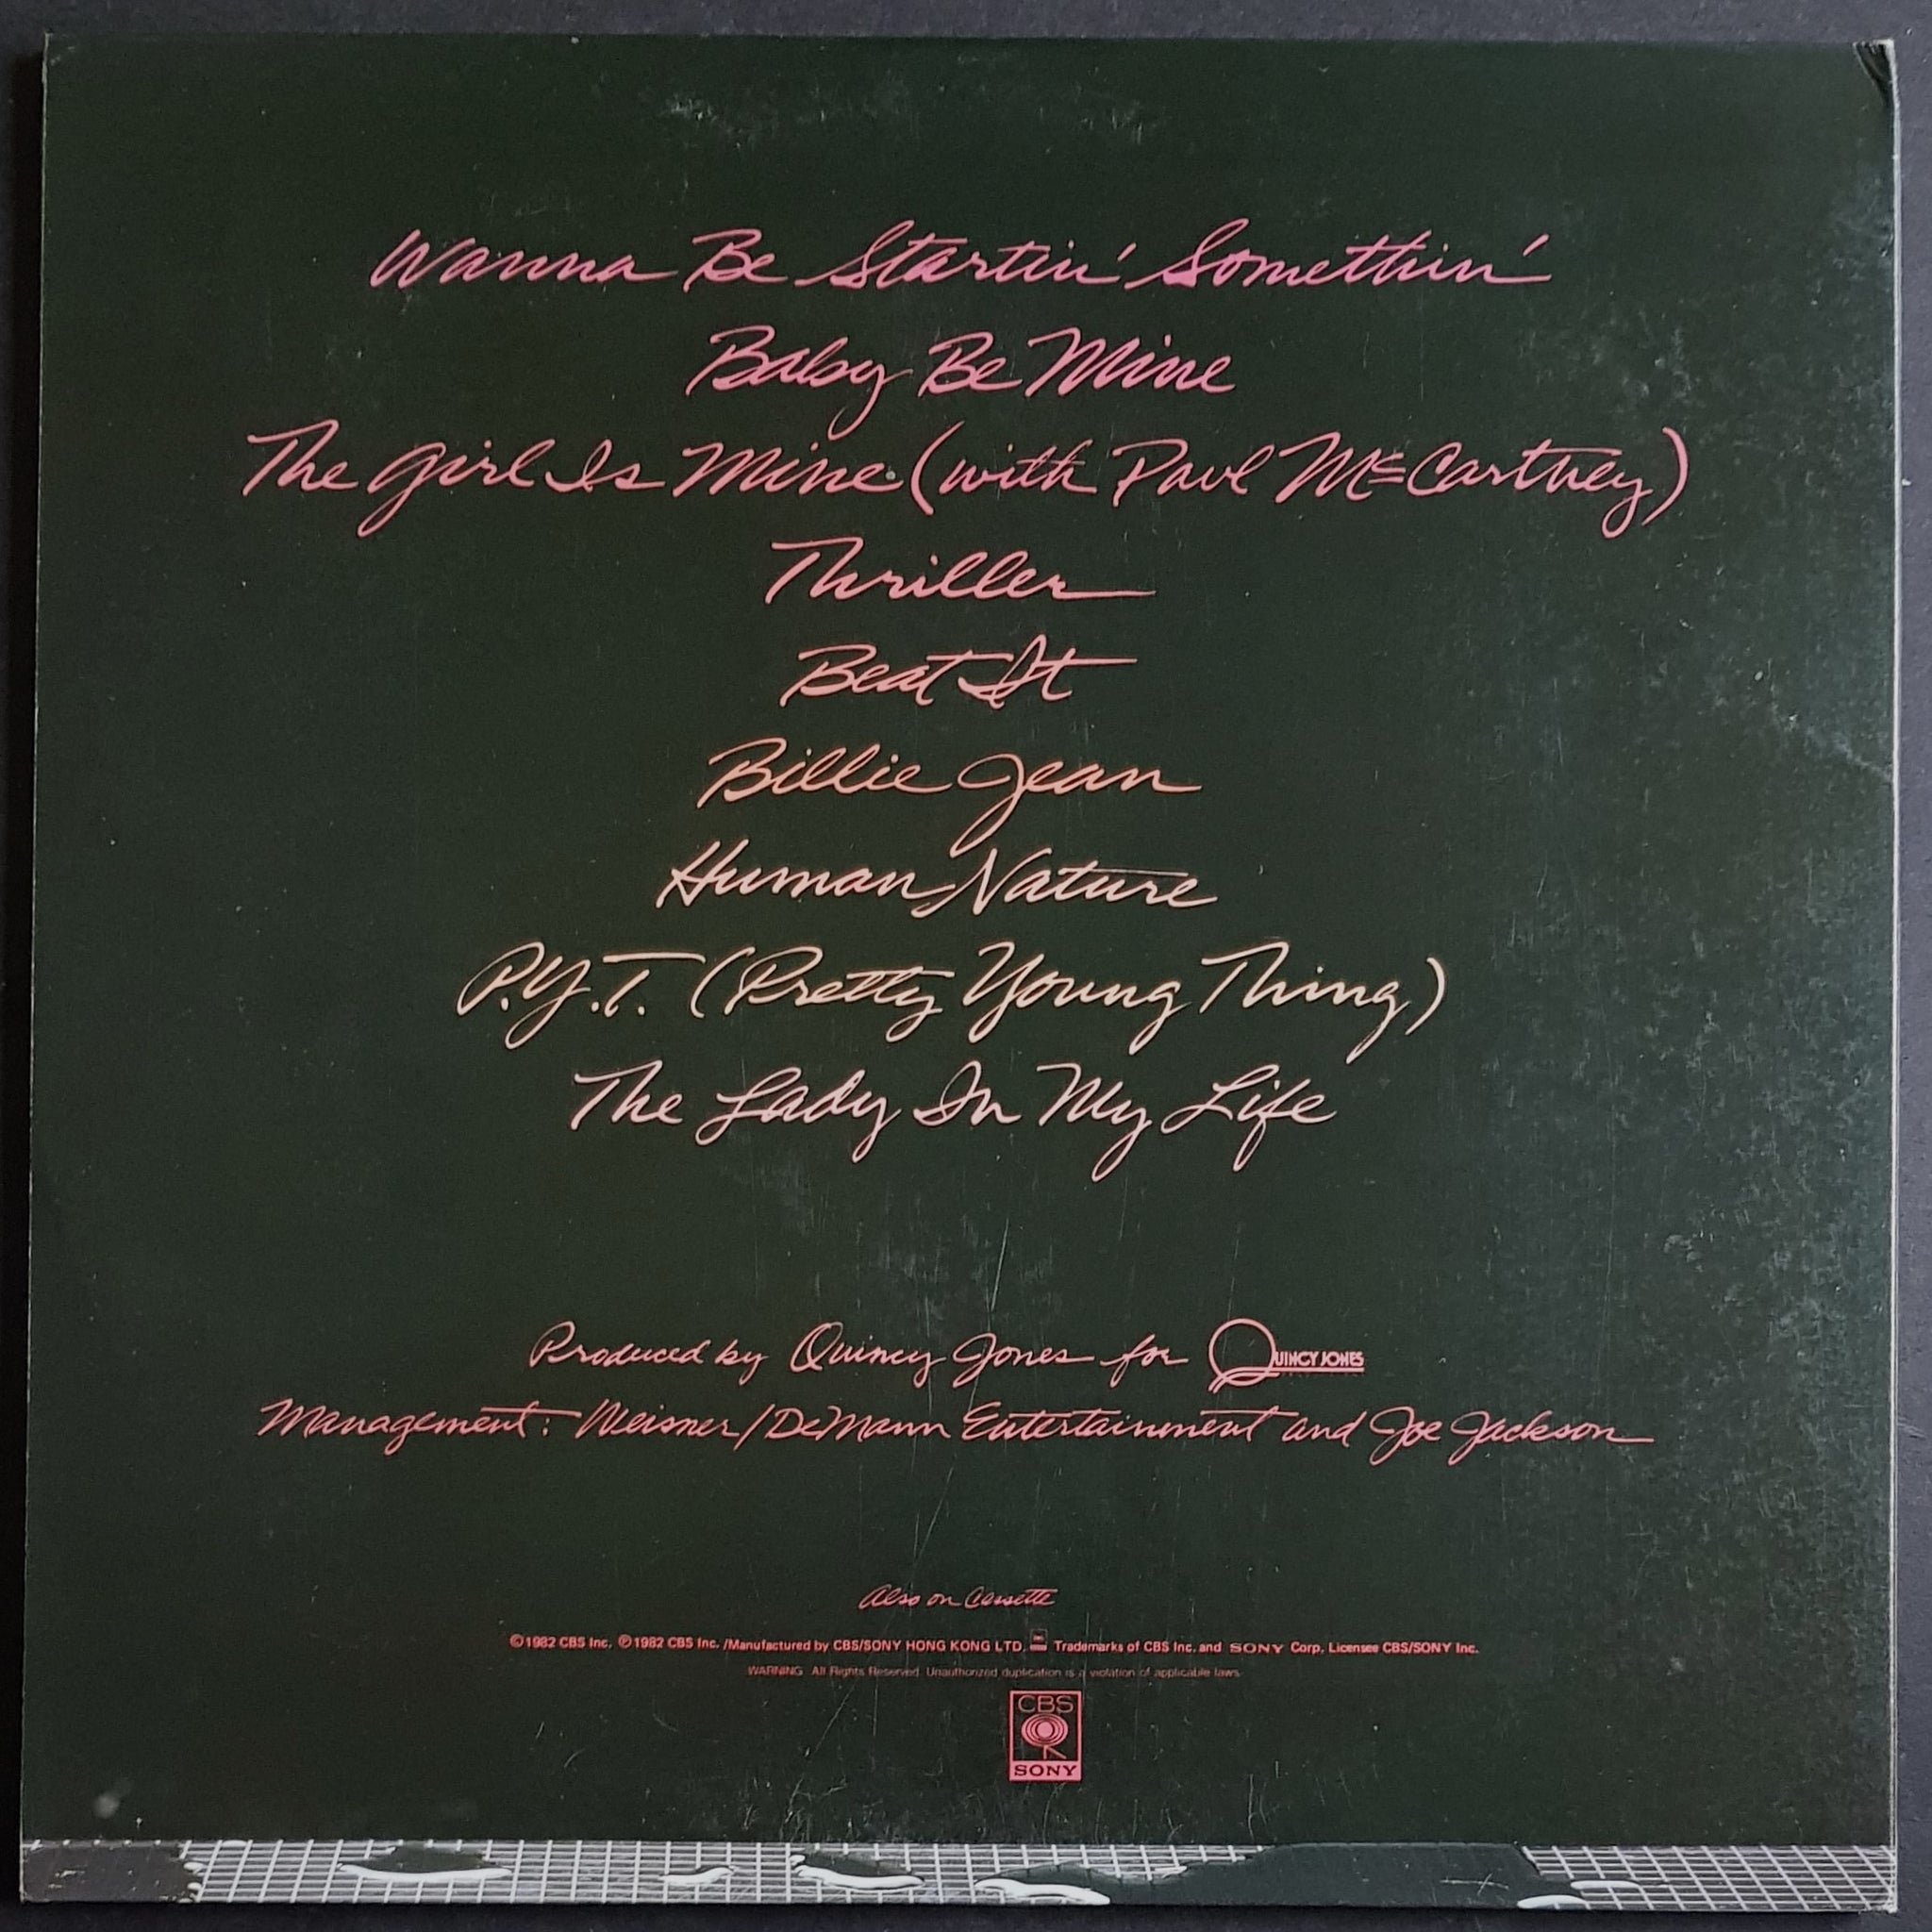 Wanna Be Startin' Somethin'
Baby Be Mine
The Girl Is Mine (with Paul McCartney)
Thriller
Beat It
Billie Jean
Human Nature
P.Y.T. (Pretty Young Thing)
The Lady In My Life
Produced by Quincy Jones for QUINCY JONES
Management: Weisner/DeMann Entertainment and Joe Jackson
Also on Cassette
©1982 CBS Inc. ℗1982 CBS Inc. /Manufactured by CBS/SONY HONG KONG LTD. Trademarks of CBS Inc. and SONY Corp. Licensee CBS/SONY Inc.
WARNING: All Rights Reserved. Unauthorized duplication is a violation of applicable laws.
CBS
SONY